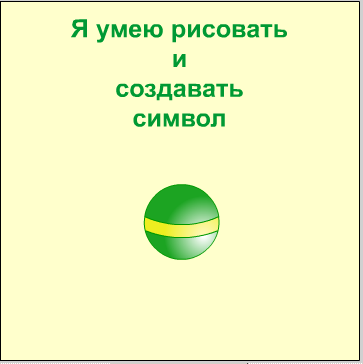 Я умею рисовать
и
создавать
символ